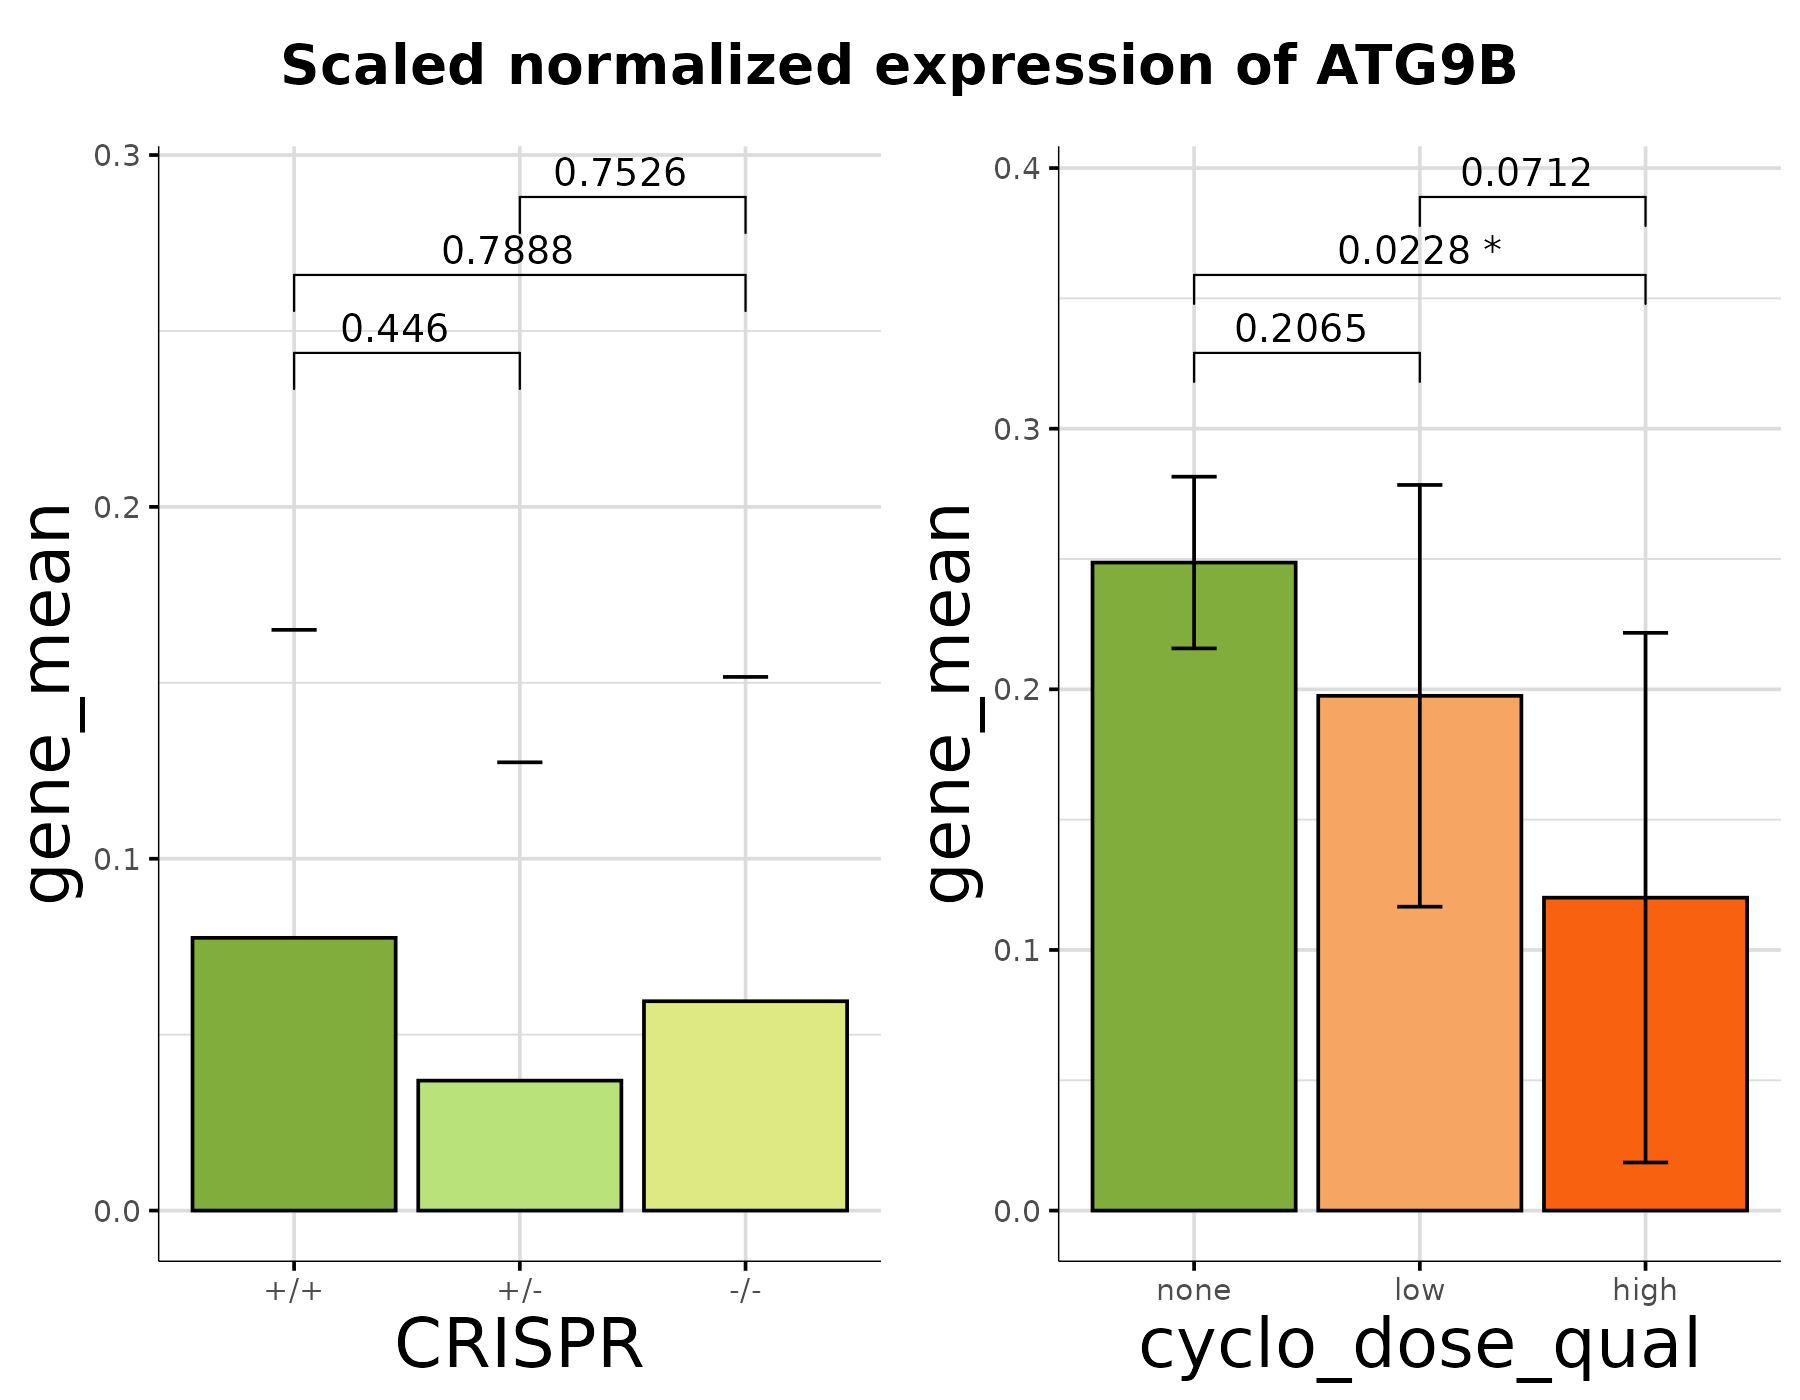 Scaled normalized expression of ATG9B
gene_mean
0.3
0.2
0.1
0.0
0.7526
0.7888
0.446
+/+
+/-
-/-
CRISPR
gene_mean
0.4
0.3
0.2
0.1
0.0
0.0712
0.0228 *
0.2065
none
low
high
cyclo_dose_qual